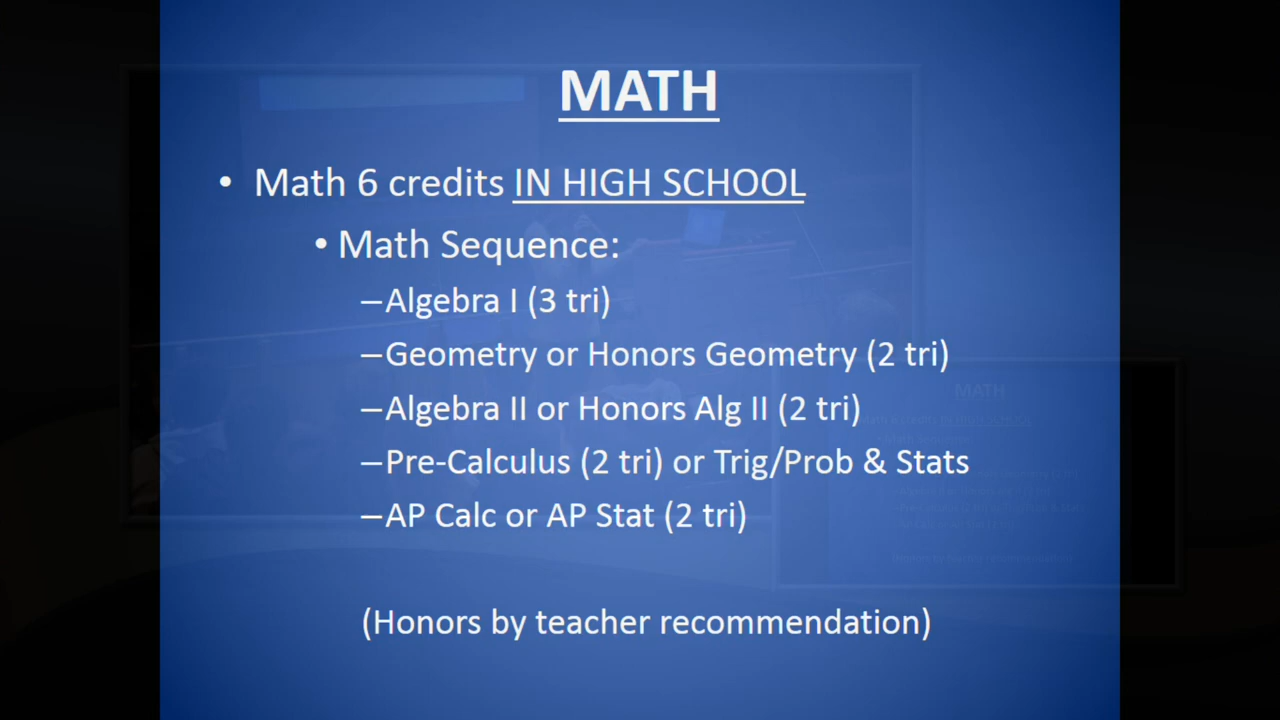 MATH
• Math 6 credits IN HIGH SCHOOL
• Math Sequence:
–Algebra I (3 tri)
–Geometry or Honors Geometry (2 tri)
–Algebra II or Honors Alg II (2 tri)
–Pre-Calculus (2 tri) or Trig/Prob & Stats
–AP Calc or AP Stat (2 tri)
(Honors by teacher recommendation)
MATH